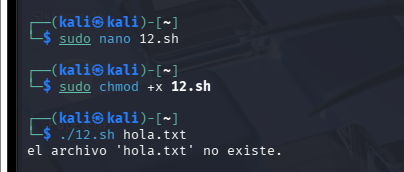 ┌──(kali㉿kali)-[~]
└─$ sudo nano 12.sh
┌──(kali㉿kali)-[~]
└─$ sudo chmod +x 12.sh
┌──(kali㉿kali)-[~]
└─$ ./12.sh hola.txt
el archivo 'hola.txt' no existe.